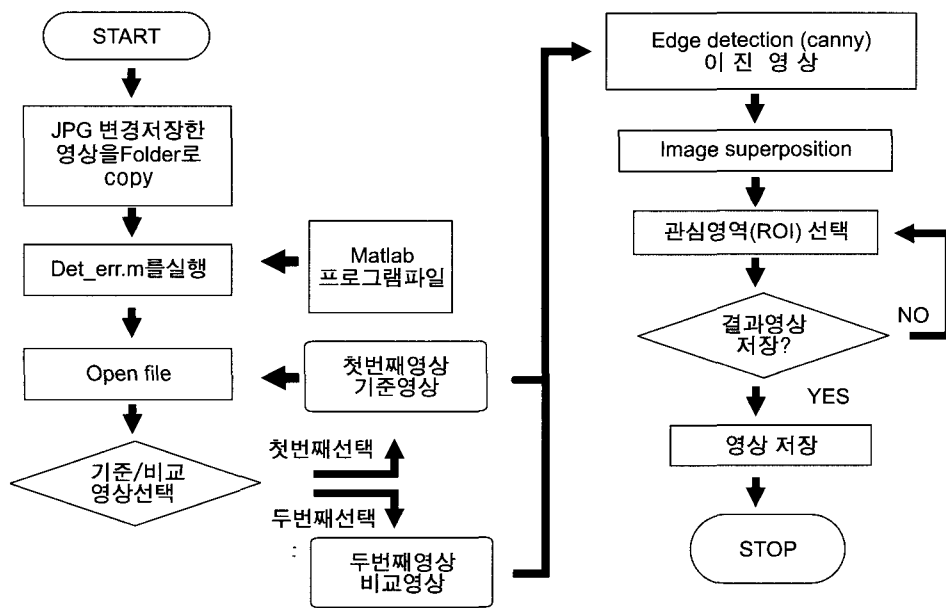 START
JPG 변경저장한
영상을Folder로
copy
Det_err.m를실행
Matlab
프로그램파일
Open file
첫번째영상
기준영상
기준/비교
영상선택
첫번째선택
두번째선택
:
두번째영상
비교영상
Edge detection (canny)
이 진 영 상
Image superposition
관심영역(ROI) 선택
결과영상
저장?
NO
YES
영상 저장
STOP